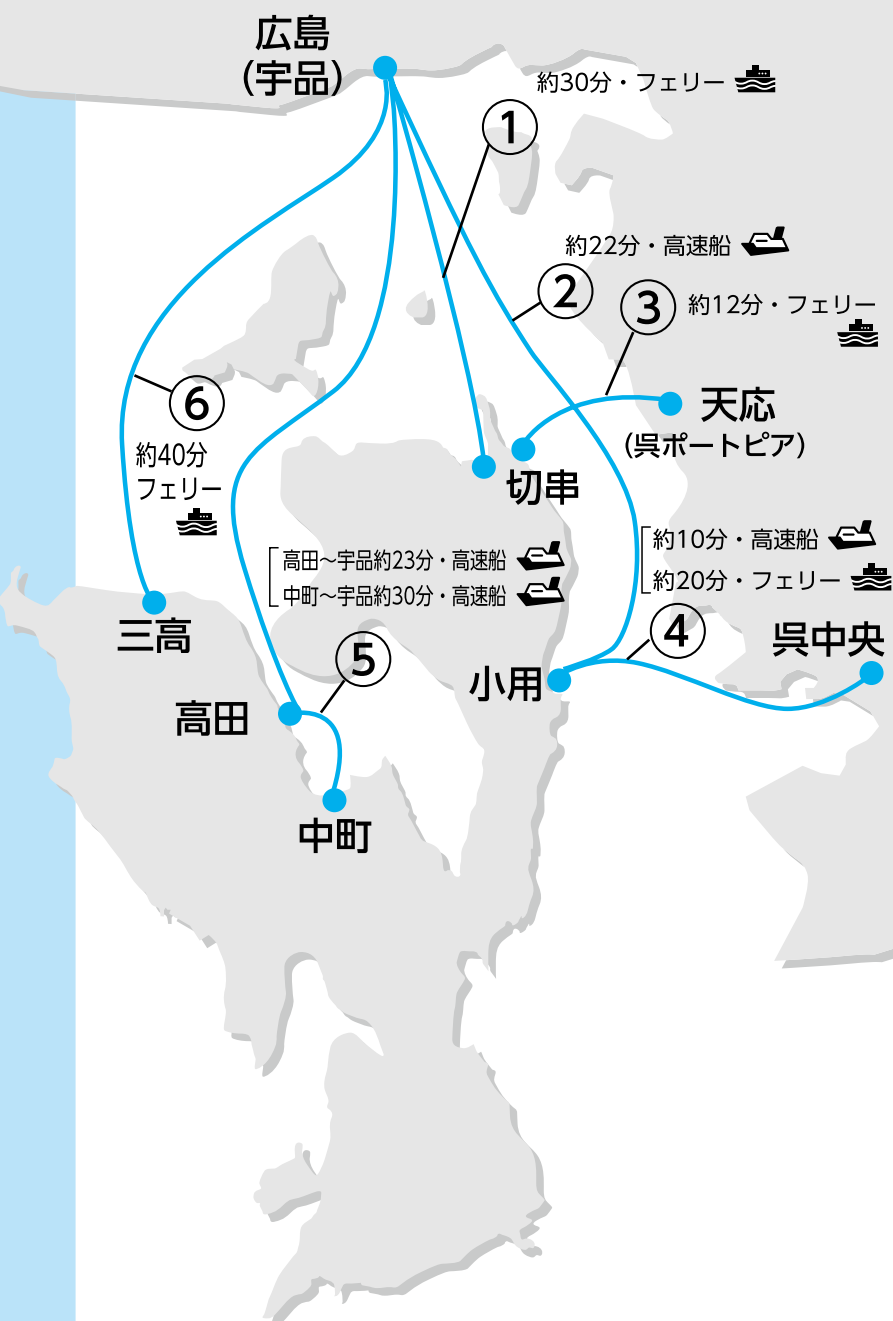 広島
(宇品)
約30分・フェリー
①
約22分・高速船
②
③
約12分・フェリー
天応
(呉ポートピア)
⑥
約40分
フェリー
切串
高田～宇品約23分・高速船
中町～宇品約30分・高速船
約10分・高速船
約20分・フェリー
三高
⑤
④
呉中央
小用
高田
中町